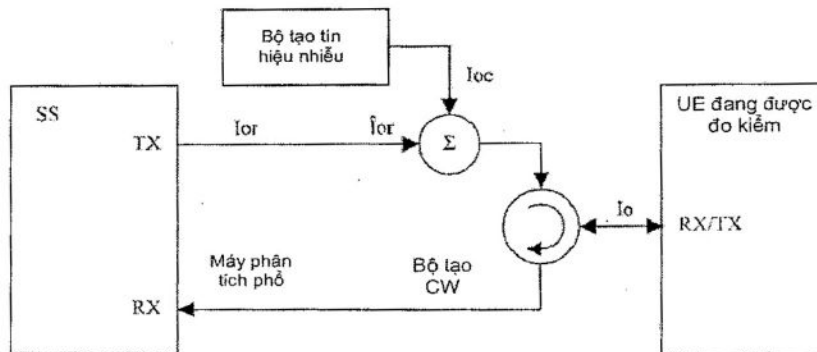 Bộ tạo tín
hiệu nhiễu
Ioc
SS
TX
Ior
Îor
Σ
UE đang được
đo kiểm
Io
RX/TX
Máy phân
tích phổ
Bộ tạo
CW
RX